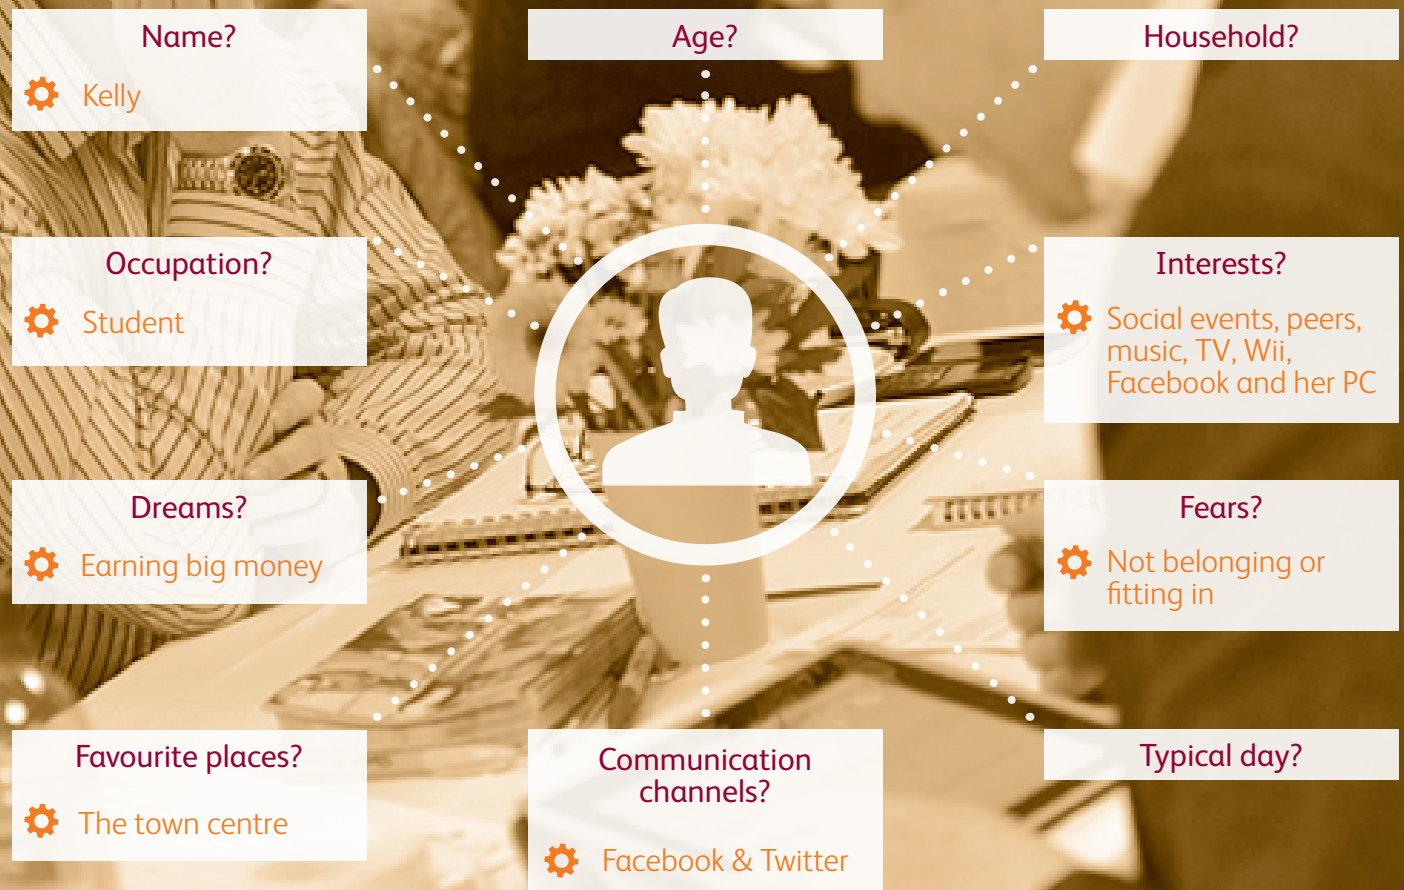 Name?
Kelly
Age?
Household?
Occupation?
Student
Interests?
Social events, peers,
music, TV, Wii,
Facebook and her PC
Dreams?
Earning big money
Fears?
Not belonging or
fitting in
Favourite places?
The town centre
Communication
channels?
Facebook & Twitter
Typical day?